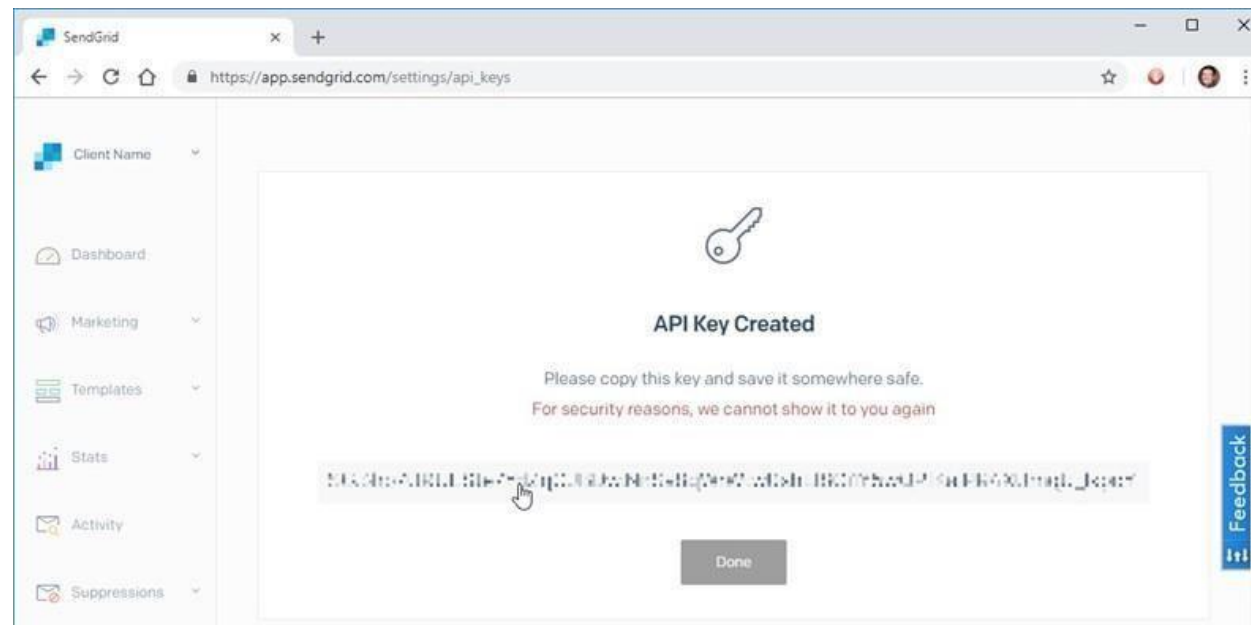 SendGrid
https://app.sendgrid.com/settings/api_keys
Client Name
Dashboard
Marketing
Templates
Stats
Activity
Suppressions
API Key Created
Please copy this key and save it somewhere safe.
For security reasons, we cannot show it to you again
Done
Feedback